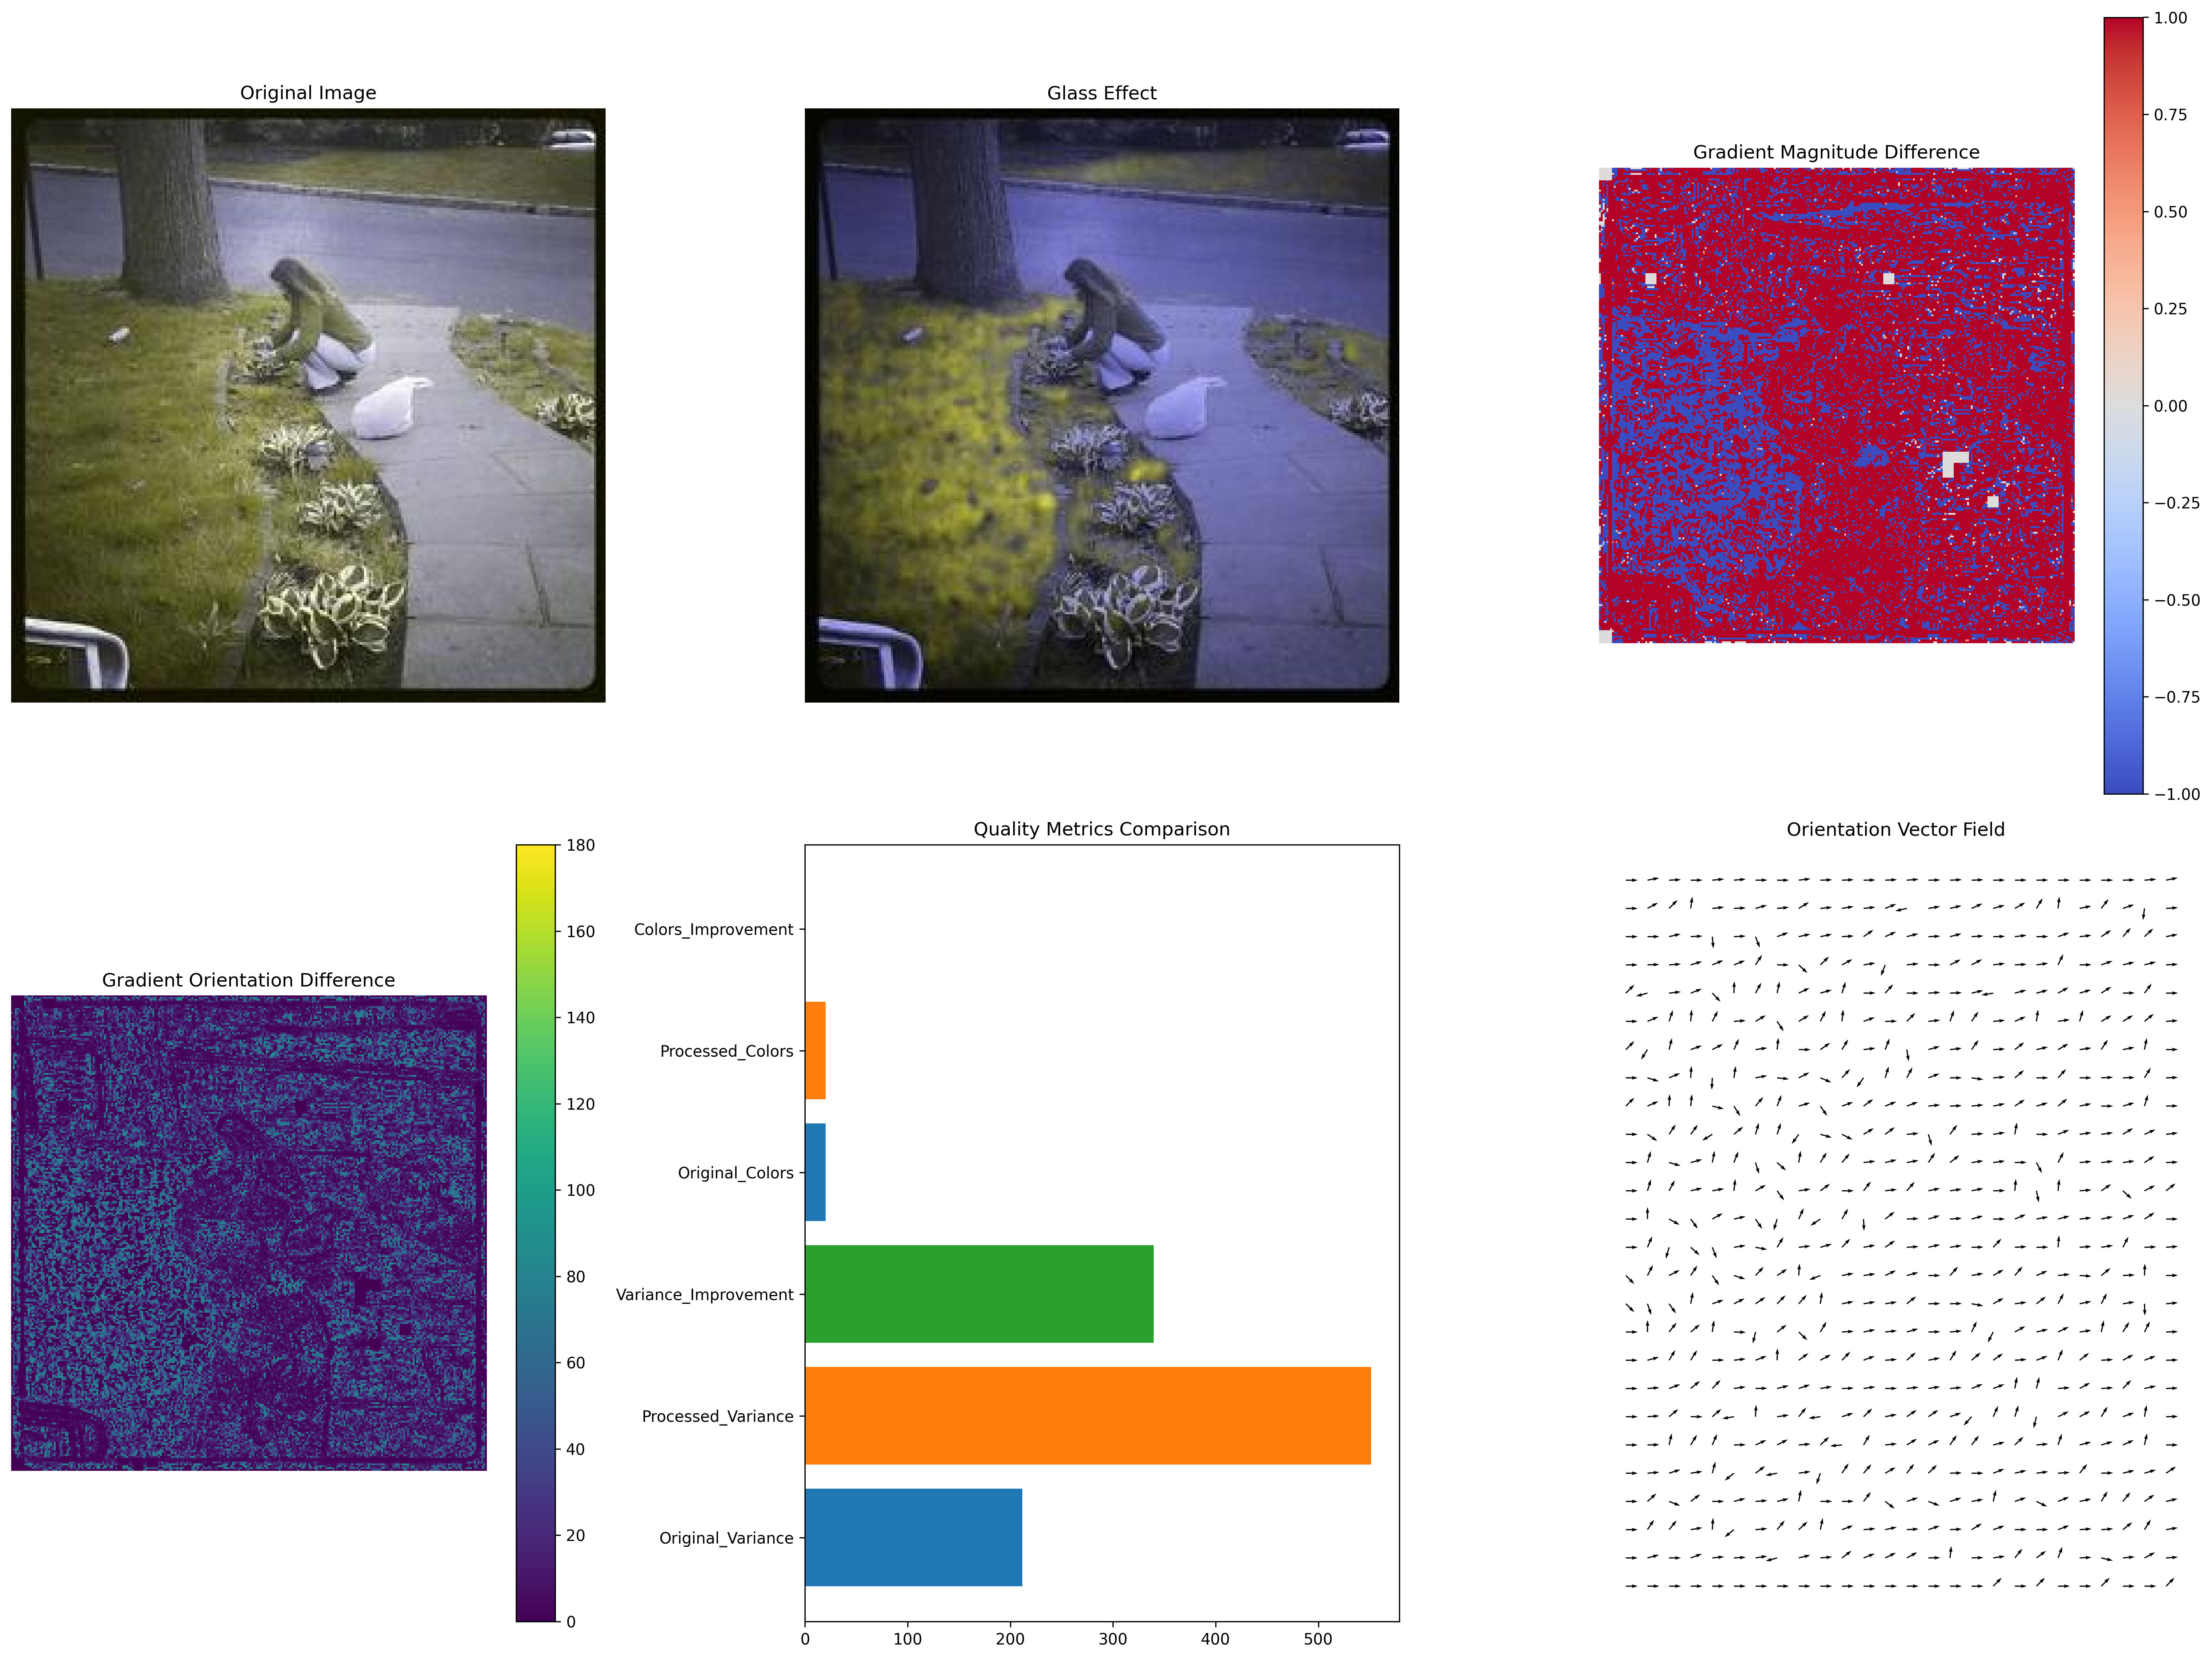 Original Image
Glass Effect
Gradient Magnitude Difference
1.00
0.75
0.50
0.25
0.00
−0.25
−0.50
−0.75
−1.00
Gradient Orientation Difference
180
160
140
120
100
80
60
40
20
0
Quality Metrics Comparison
Colors_Improvement
Processed_Colors
Original_Colors
Variance_Improvement
Processed_Variance
Original_Variance
0 100 200 300 400 500
Orientation Vector Field